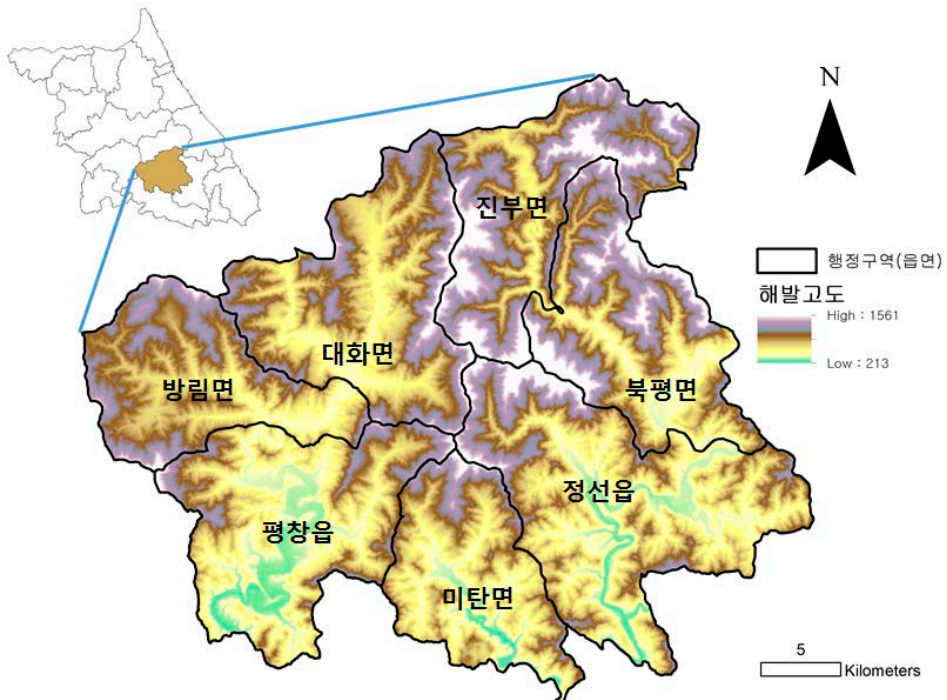 N
진부면
행정구역(읍면)
해발고도
High : 1561
Low : 213
대화면
방림면
북평면
정선읍
평창읍
미탄면
5
Kilometers